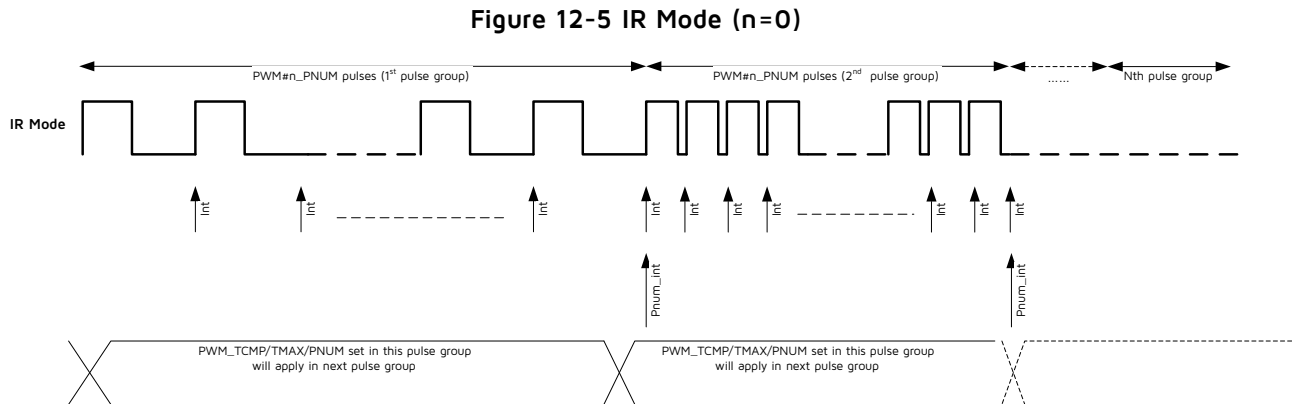 Figure 12-5 IR Mode (n=0)
PWM#n_PNUM pulses (1st pulse group)
PWM#n_PNUM pulses (2nd pulse group)
......
Nth pulse group
IR Mode
Int
Int
Int
Int
Int
Int
Int
Int
Int
Int
Pnum_int
Pnum_int
PWM_TCMP/TMAX/PNUM set in this pulse group
will apply in next pulse group
PWM_TCMP/TMAX/PNUM set in this pulse group
will apply in next pulse group